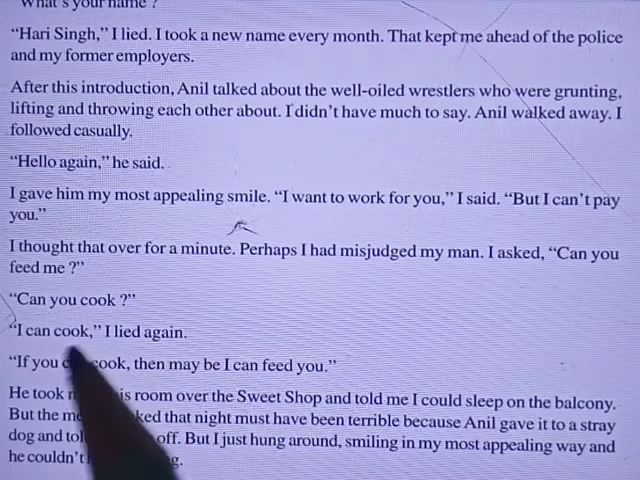 What's your name ?
“Hari Singh,” I lied. I took a new name every month. That kept me ahead of the police
and my former employers.
After this introduction, Anil talked about the well-oiled wrestlers who were grunting,
lifting and throwing each other about. I didn’t have much to say. Anil walked away. I
followed casually.
“Hello again,” he said.
I gave him my most appealing smile. “I want to work for you,” I said. “But I can’t pay
you.”
I thought that over for a minute. Perhaps I had misjudged my man. I asked, “Can you
feed me ?”
“Can you cook ?”
“I can cook,” I lied again.
“If you cook, then may be I can feed you.”
He took room over the Sweet Shop and told me I could sleep on the balcony.
But the that night must have been terrible because Anil gave it to a stray
dog and off. But I just hung around, smiling in my most appealing way and
he couldn’t